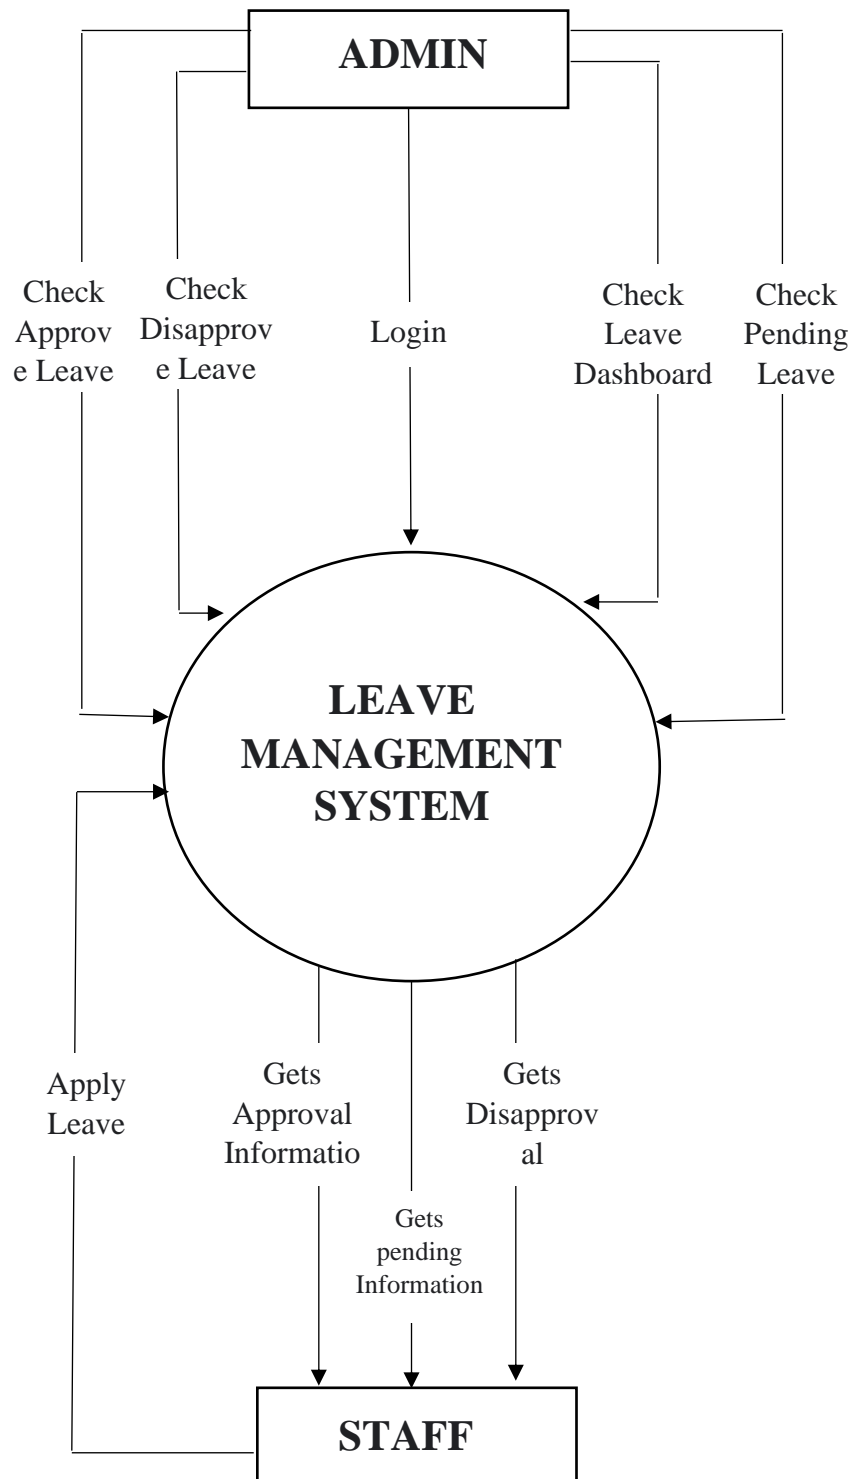 ADMIN
Check
Approv
e Leave
Check
Disapprov
e Leave
Login
Check
Leave
Dashboard
Check
Pending
Leave
LEAVE
MANAGEMENT
SYSTEM
Apply
Leave
Gets
Approval
Informatio
Gets
pending
Information
Gets
Disapprov
al
STAFF